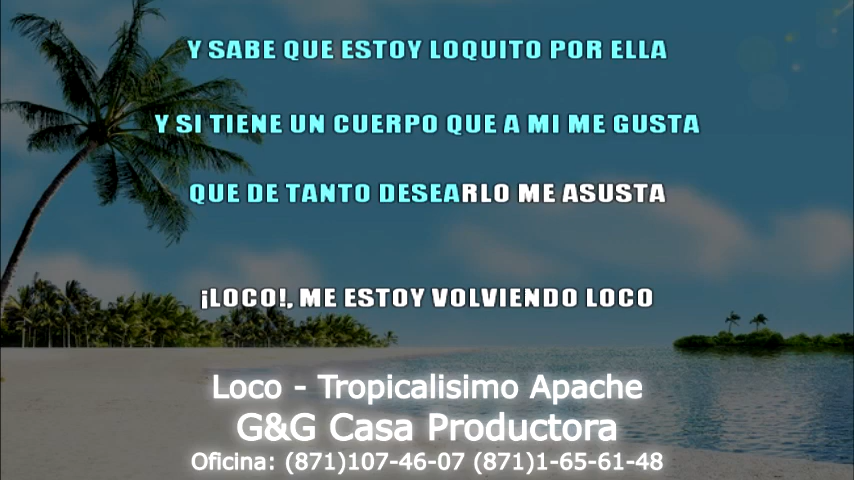 Y SABE QUE ESTOY LOQUITO POR ELLA
Y SI TIENE UN CUERPO QUE A MI ME GUSTA
QUE DE TANTO DESEARLO ME ASUSTA
¡LOCO!, ME ESTOY VOLVIENDO LOCO
Loco - Tropicalisimo Apache
G&G Casa Productora
Oficina: (871)107-46-07 (871)1-65-61-48